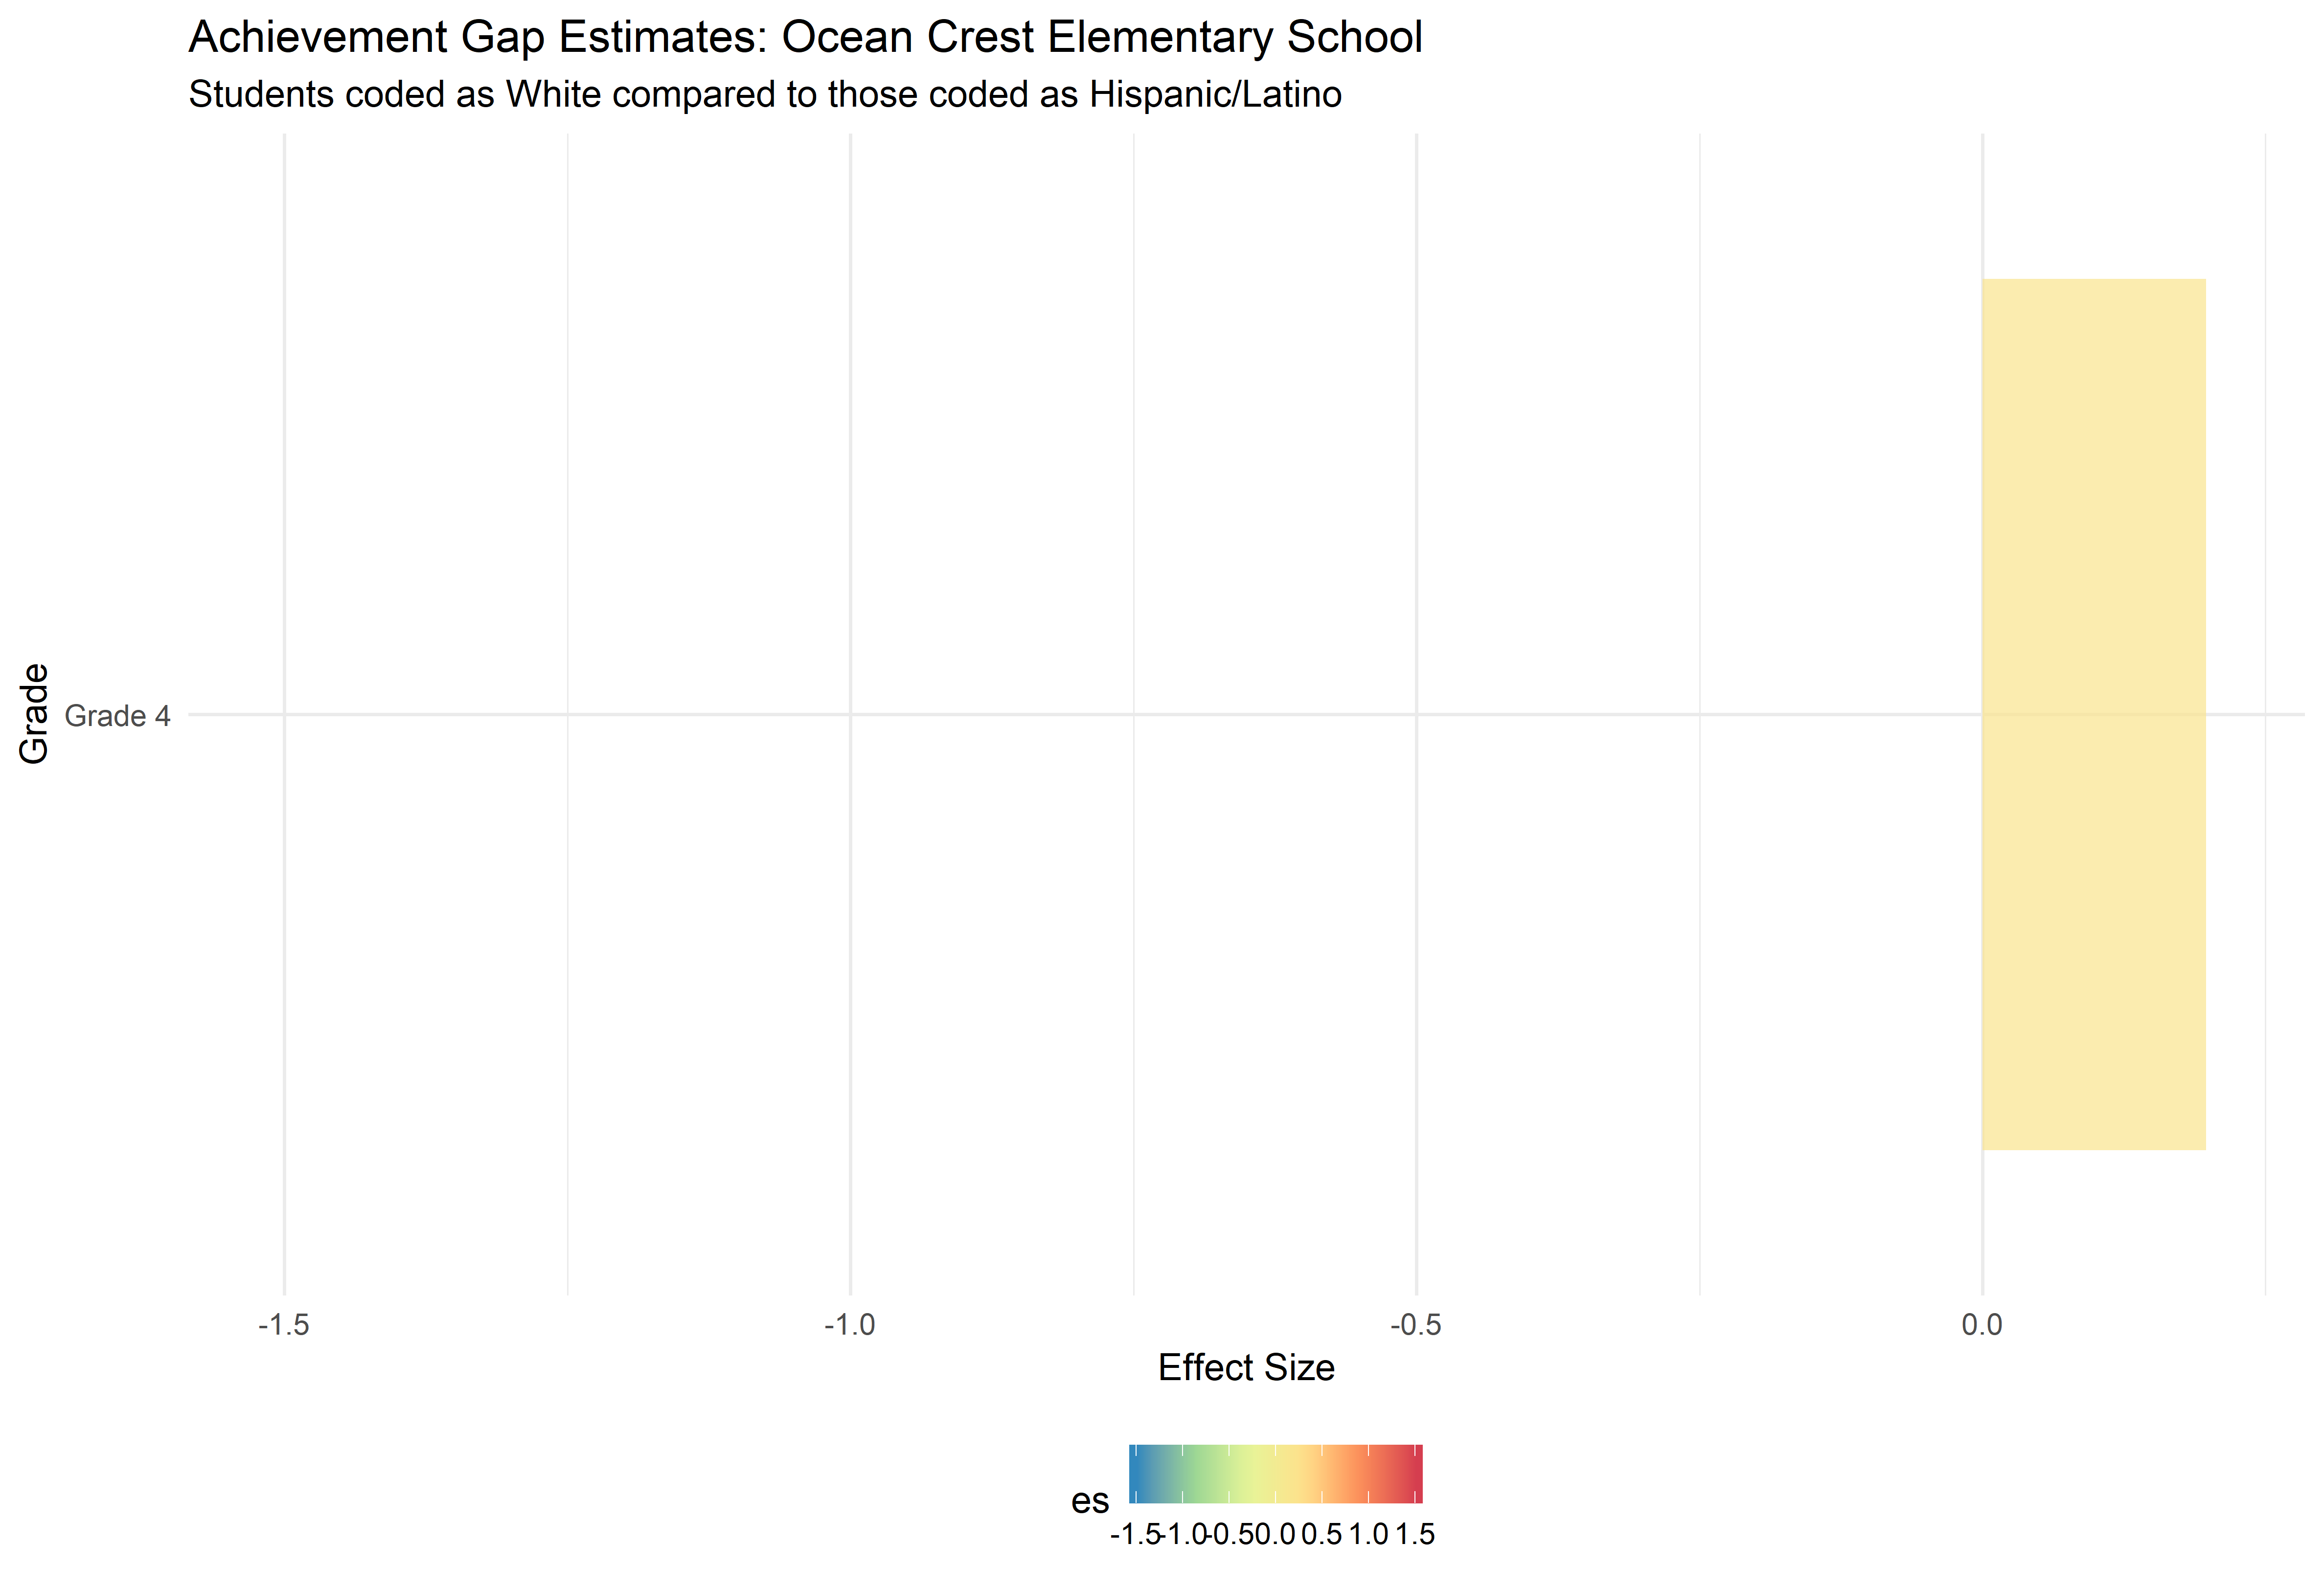 Achievement Gap Estimates: Ocean Crest Elementary School
Students coded as White compared to those coded as Hispanic/Latino
Grade
Grade 4
-1.5 -1.0 -0.5 0.0
Effect Size
es
-1.5 -1.0 -0.5 0.0 0.5 1.0 1.5